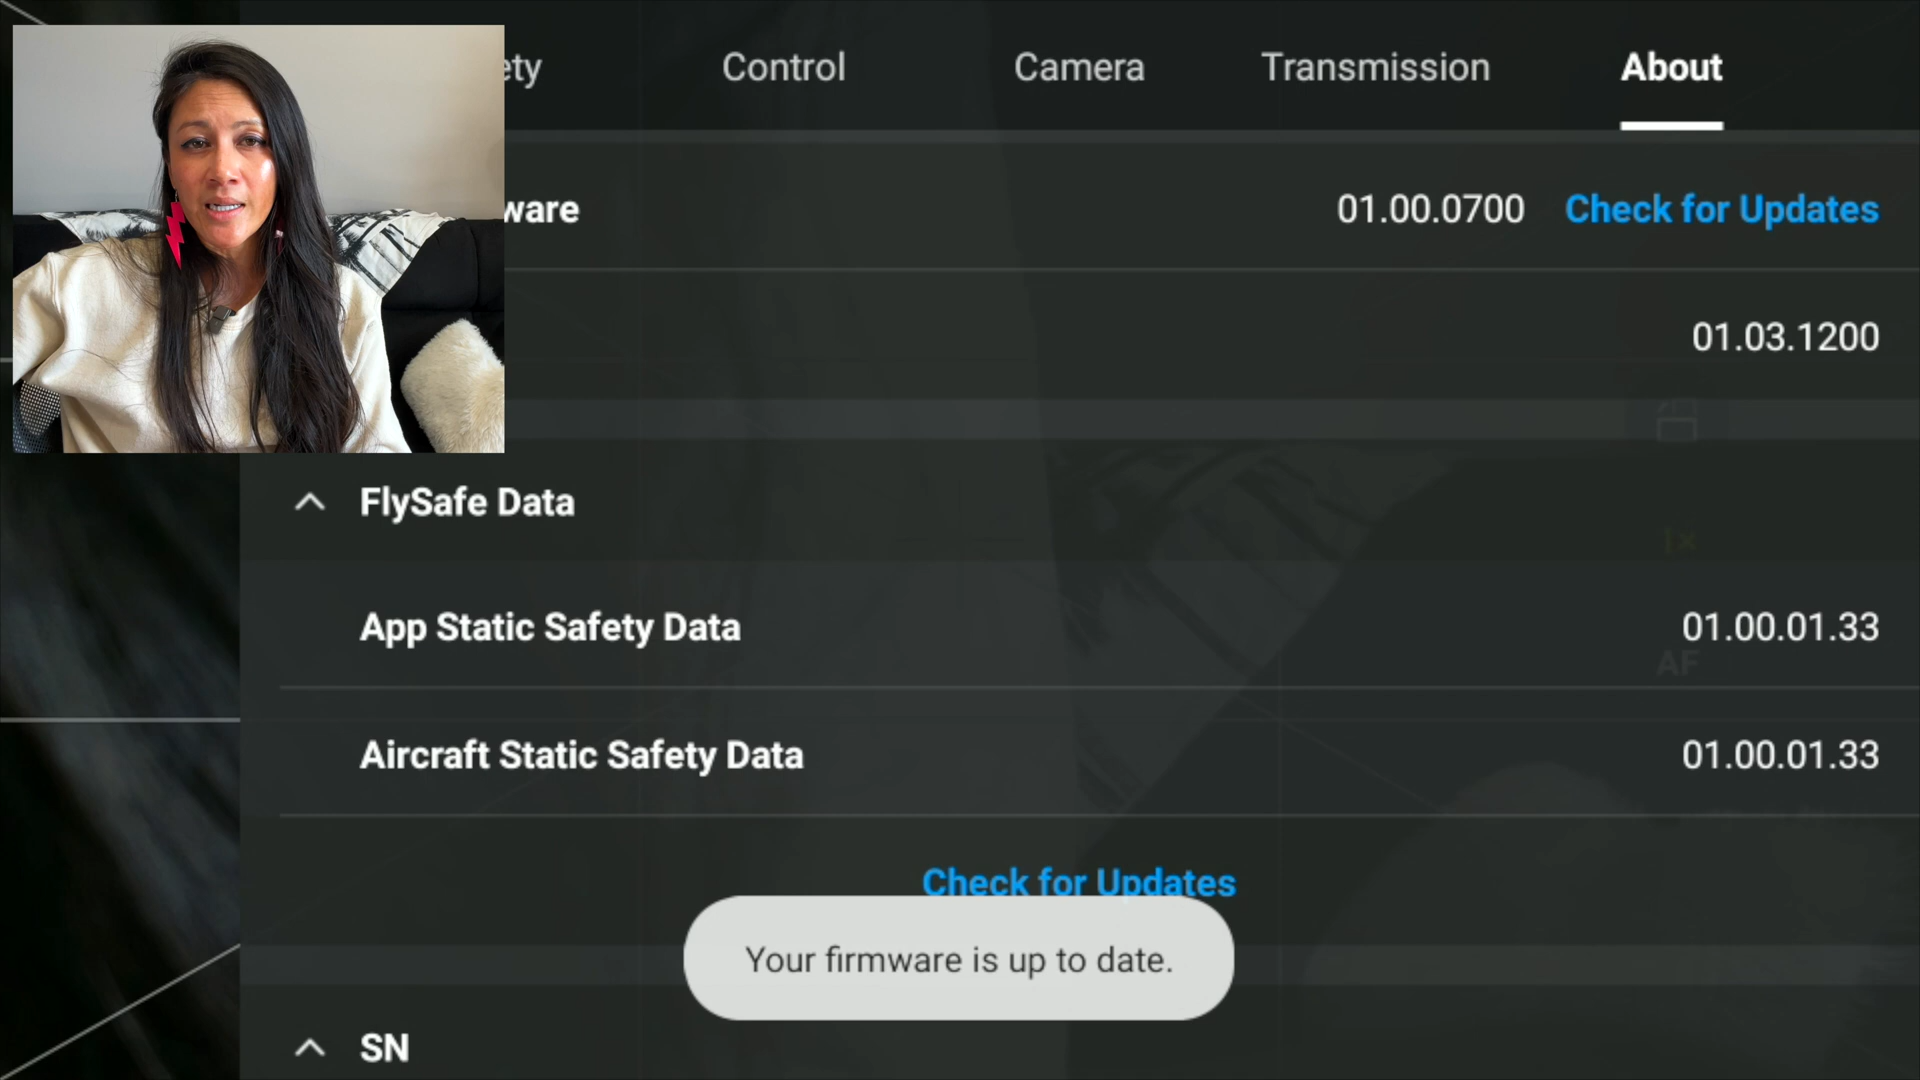 ety Control Camera Transmission About
ware 01.00.0700 Check for Updates
01.03.1200
FlySafe Data
App Static Safety Data 01.00.01.33
AF
Aircraft Static Safety Data 01.00.01.33
Check for Updates
Your firmware is up to date.
SN